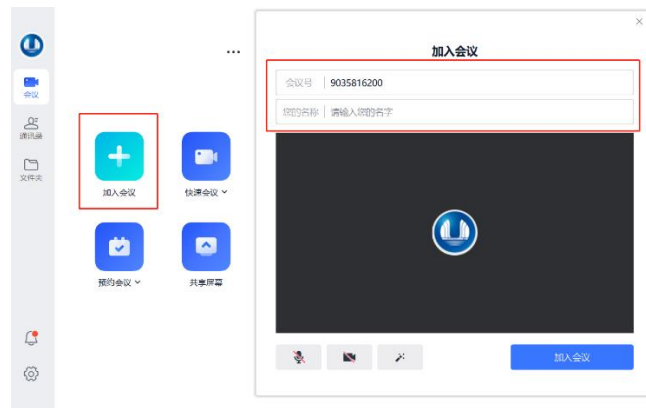 会议
通讯录
文件夹
...
加入会议
快速会议
预约会议
共享屏幕
加入会议
会议号 9035816200
您的名称 请输入您的名字
加入会议